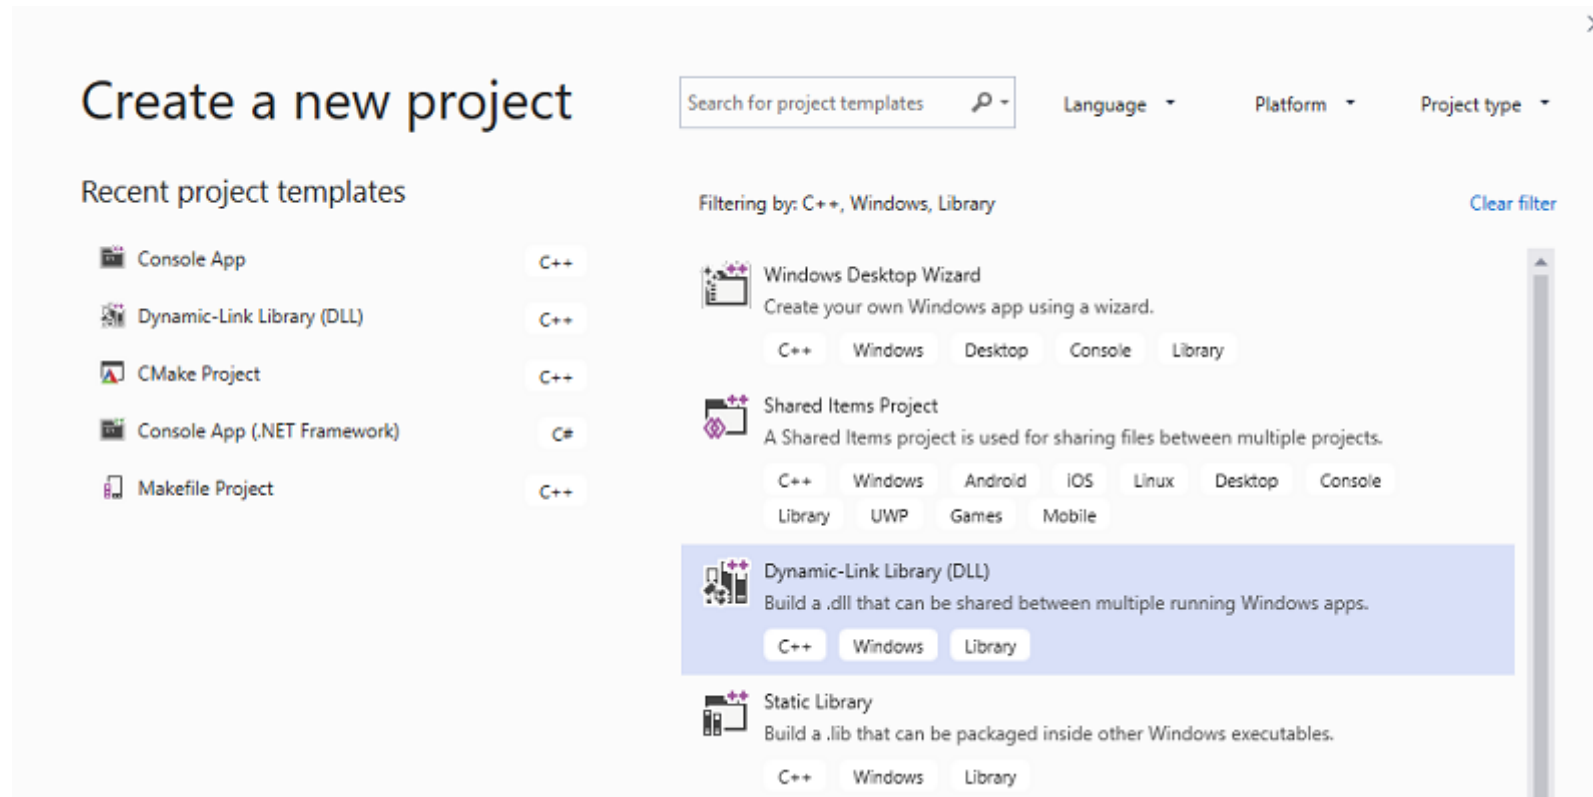 Create a new project
Search for project templates
Language
Platform
Project type
Recent project templates
Console App C++
Dynamic-Link Library (DLL) C++
CMake Project C++
Console App (.NET Framework) C#
Makefile Project C++
Filtering by: C++, Windows, Library Clear filter
Windows Desktop Wizard
Create your own Windows app using a wizard.
C++ Windows Desktop Console Library
Shared Items Project
A Shared Items project is used for sharing files between multiple projects.
C++ Windows Android iOS Linux Desktop Console
Library UWP Games Mobile
Dynamic-Link Library (DLL)
Build a .dll that can be shared between multiple running Windows apps.
C++ Windows Library
Static Library
Build a .lib that can be packaged inside other Windows executables.
C++ Windows Library